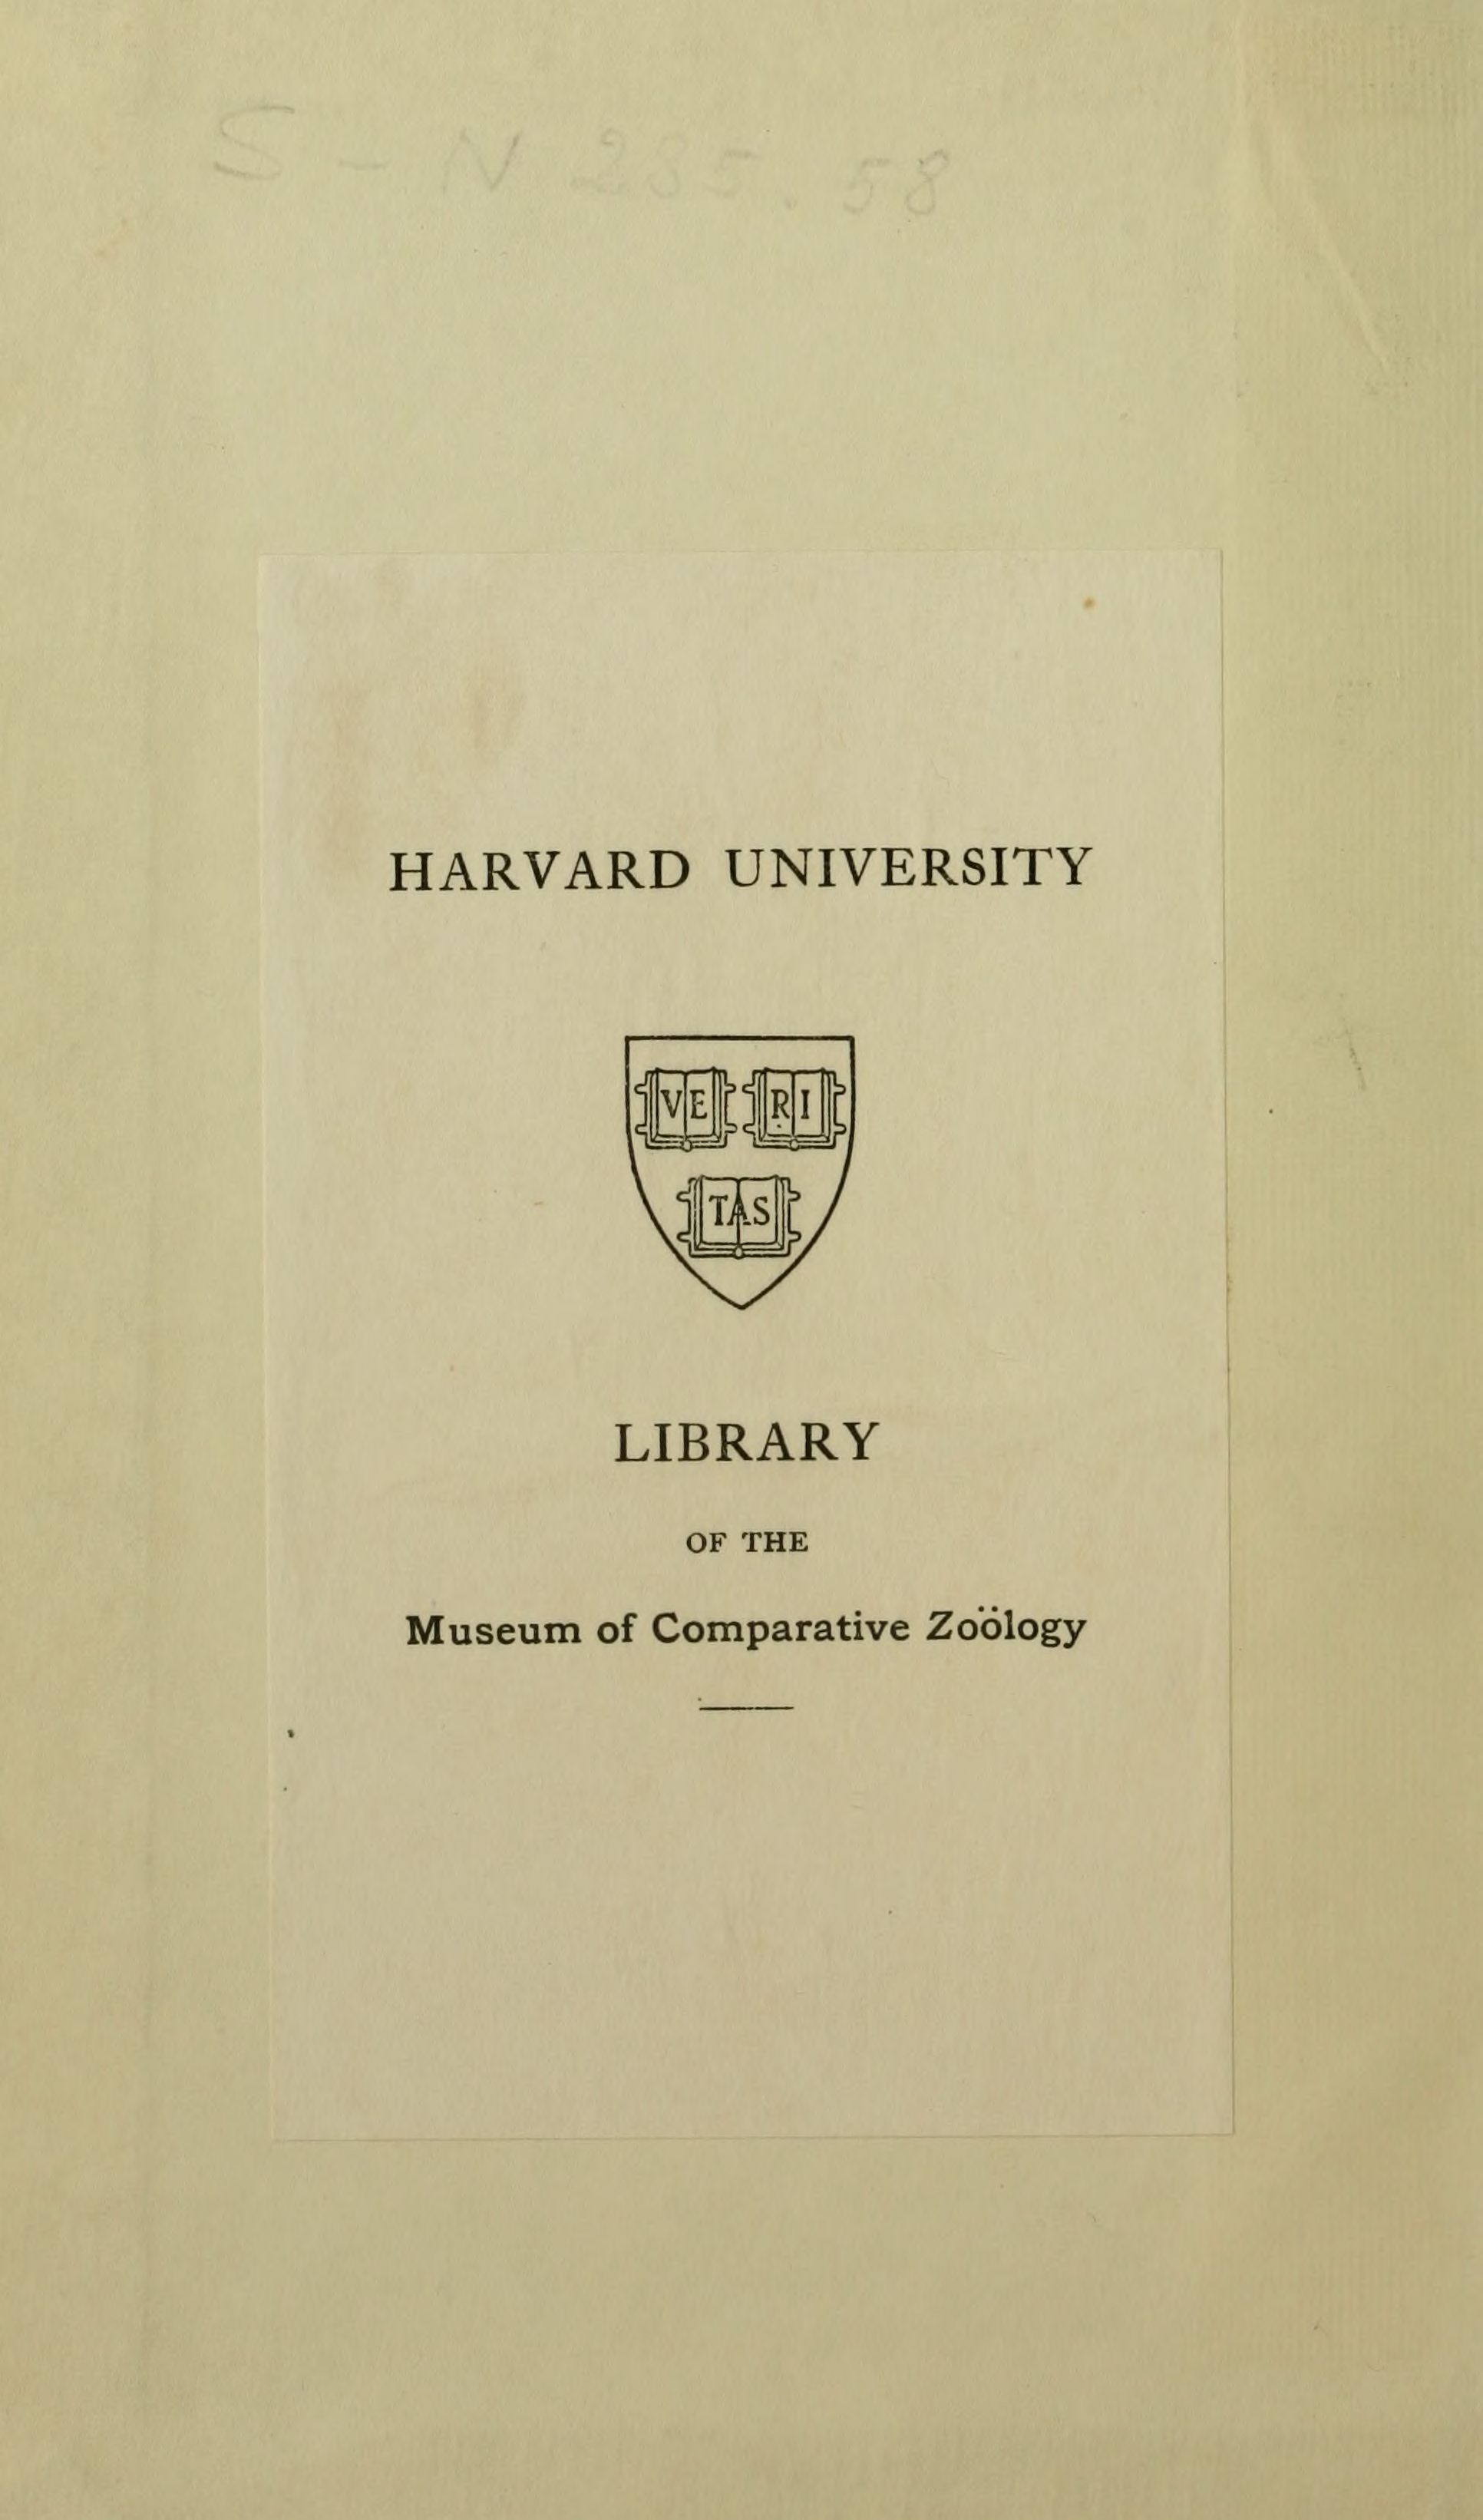 S - N 235.58
HARVARD UNIVERSITY
VE RI
TAS
LIBRARY
OF THE
Museum of Comparative Zoölogy